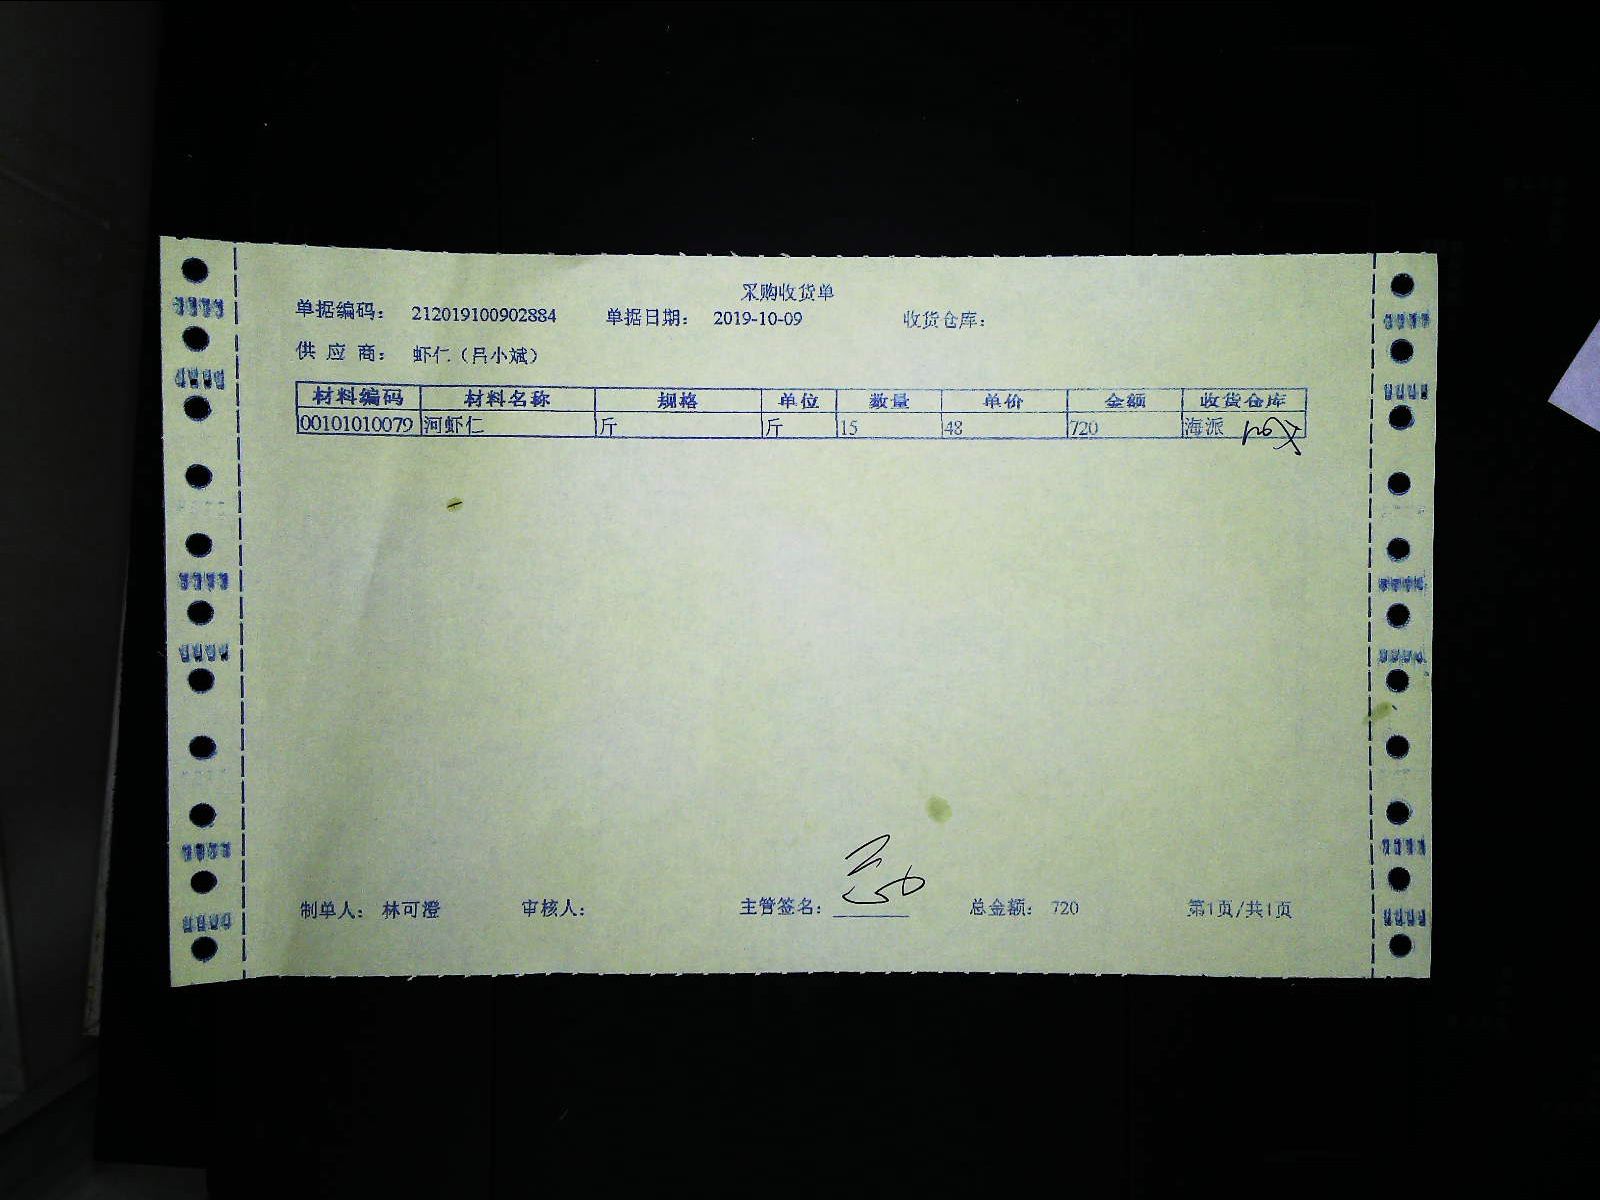 采购收货单
单据编码： 212019100902884 单据日期： 2019-10-09 收货仓库：
供应商： 虾仁（吕小斌）
材料编码 材料名称 规格 单位 数量 单价 金额 收货仓库
00101010079 河虾仁 斤 斤 15 48 720 海派
制单人： 林可澄 审核人： 主管签名： 总金额： 720 第1页/共1页